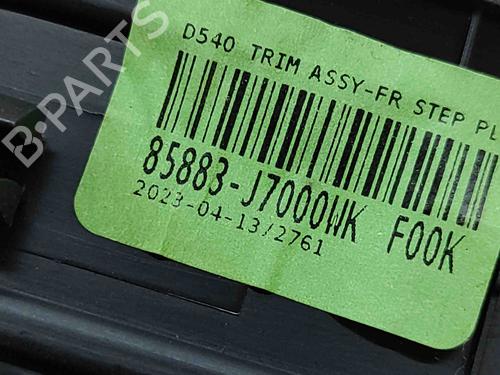 D540 TRIM ASSY-FR STEP PL
85883-J7000WK F00K
2023-04-13/2761
B-PARTS